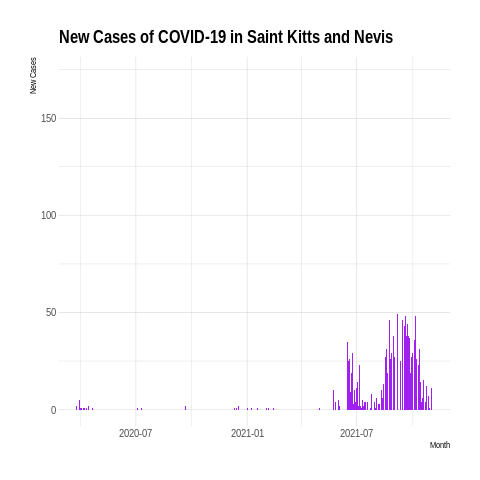 New Cases of COVID-19 in Saint Kitts and Nevis
New Cases
150
100
50
0
2020-07 2021-01 2021-07
Month